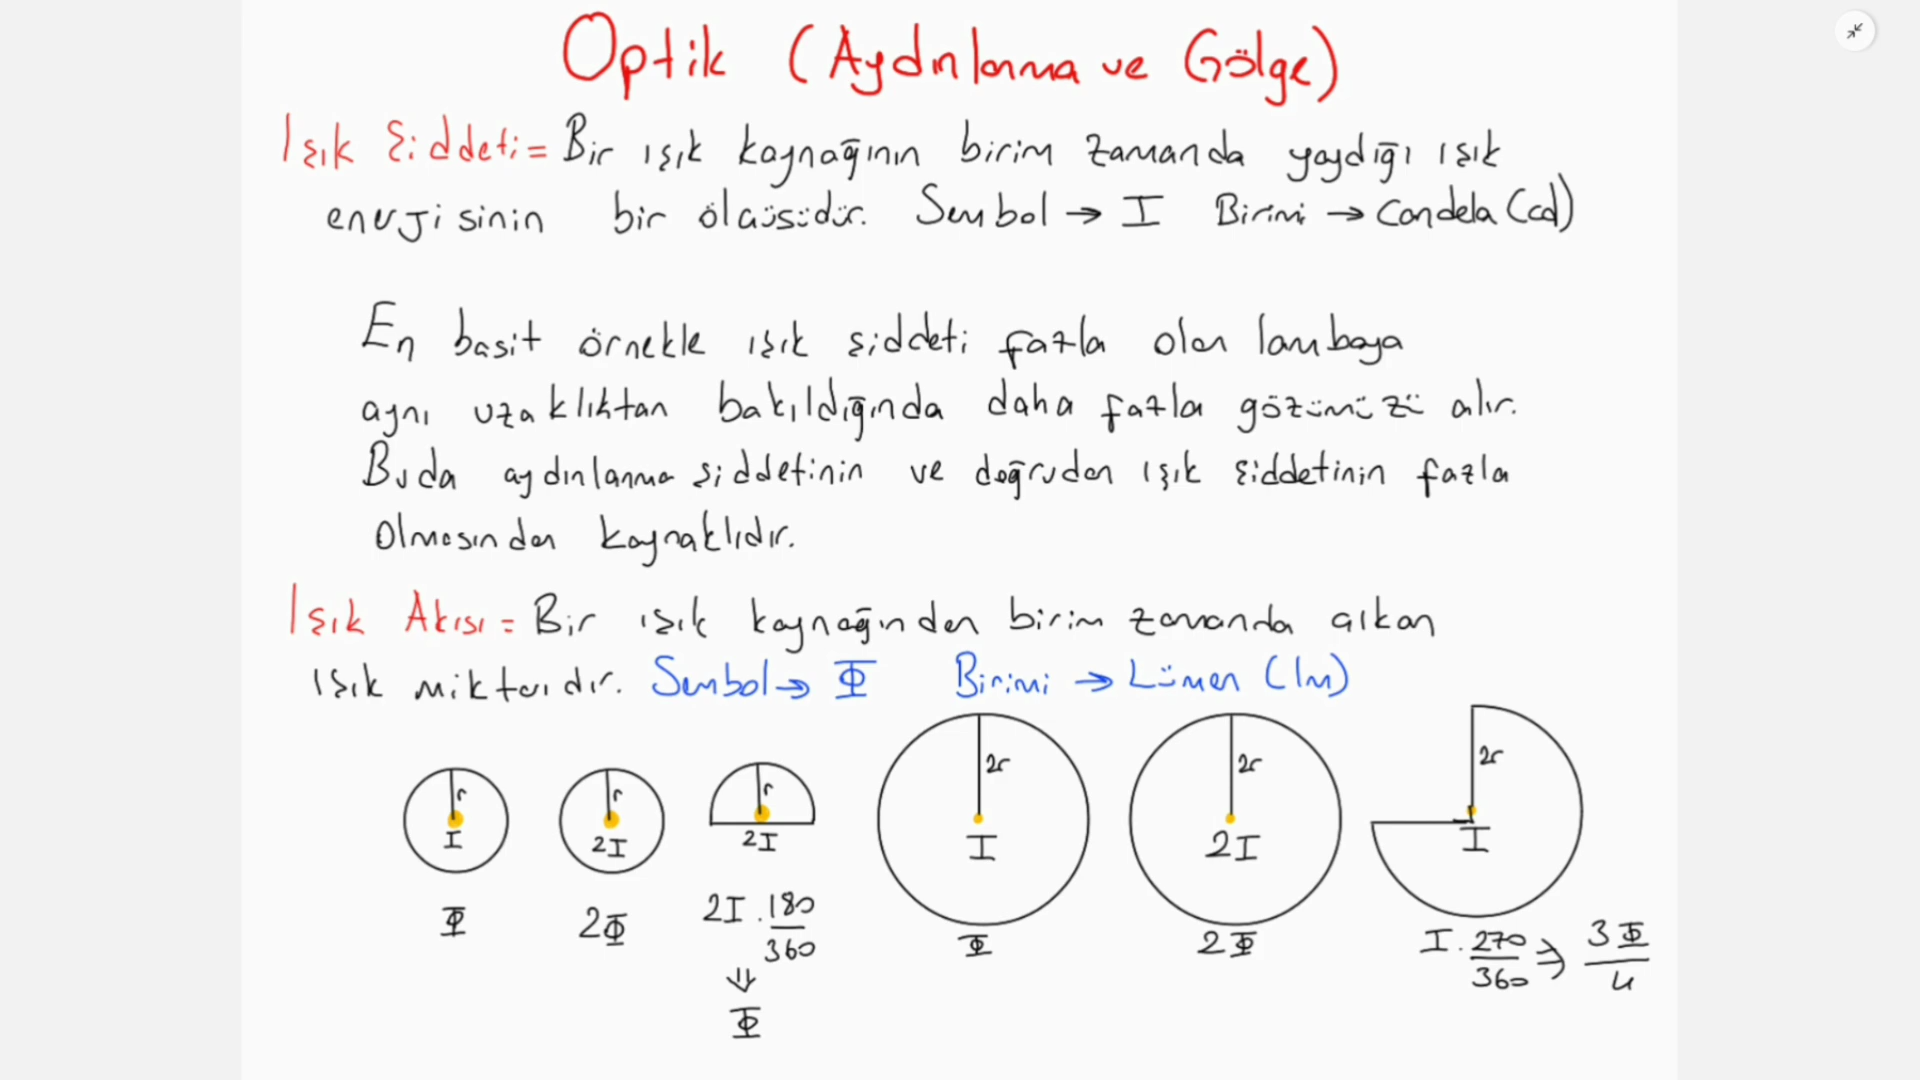 Optik (Aydınlanma ve Gölge)
Işık Şiddeti = Bir ışık kaynağının birim zamanda yaydığı ışık
enerjisinin bir ölçüsüdür. Sembol → I Birimi → Candela (cd)
En basit örnekle ışık şiddeti fazla olan lambaya
aynı uzaklıktan bakıldığında daha fazla gözümüzü alır.
Buda aydınlanma şiddetinin ve doğrudan ışık şiddetinin fazla
olmasından kaynaklıdır.
Işık Akısı = Bir ışık kaynağından birim zamanda çıkan
ışık miktarıdır. Sembol → Φ Birimi → Lümen (lm)
r r r 2r 2r 2r
I 2I 2I I 2I I
Φ 2Φ 2I . 180/360 Φ 2Φ I . 270/360 ⇒ 3Φ/4
⇓
Φ